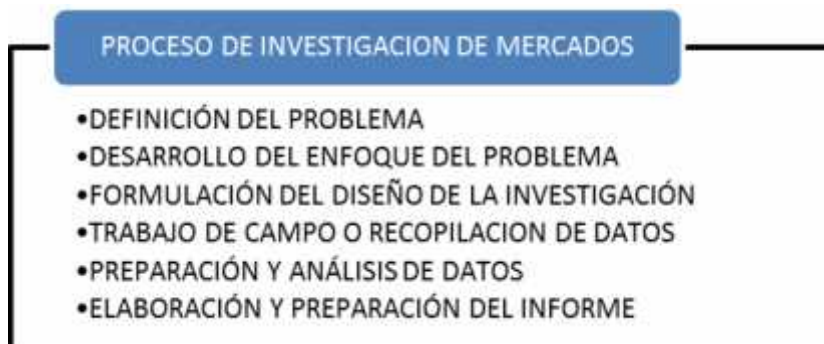 PROCESO DE INVESTIGACION DE MERCADOS
•DEFINICIÓN DEL PROBLEMA
•DESARROLLO DEL ENFOQUE DEL PROBLEMA
•FORMULACIÓN DEL DISEÑO DE LA INVESTIGACIÓN
•TRABAJO DE CAMPO O RECOPILACION DE DATOS
•PREPARACIÓN Y ANÁLISIS DE DATOS
•ELABORACIÓN Y PREPARACIÓN DEL INFORME